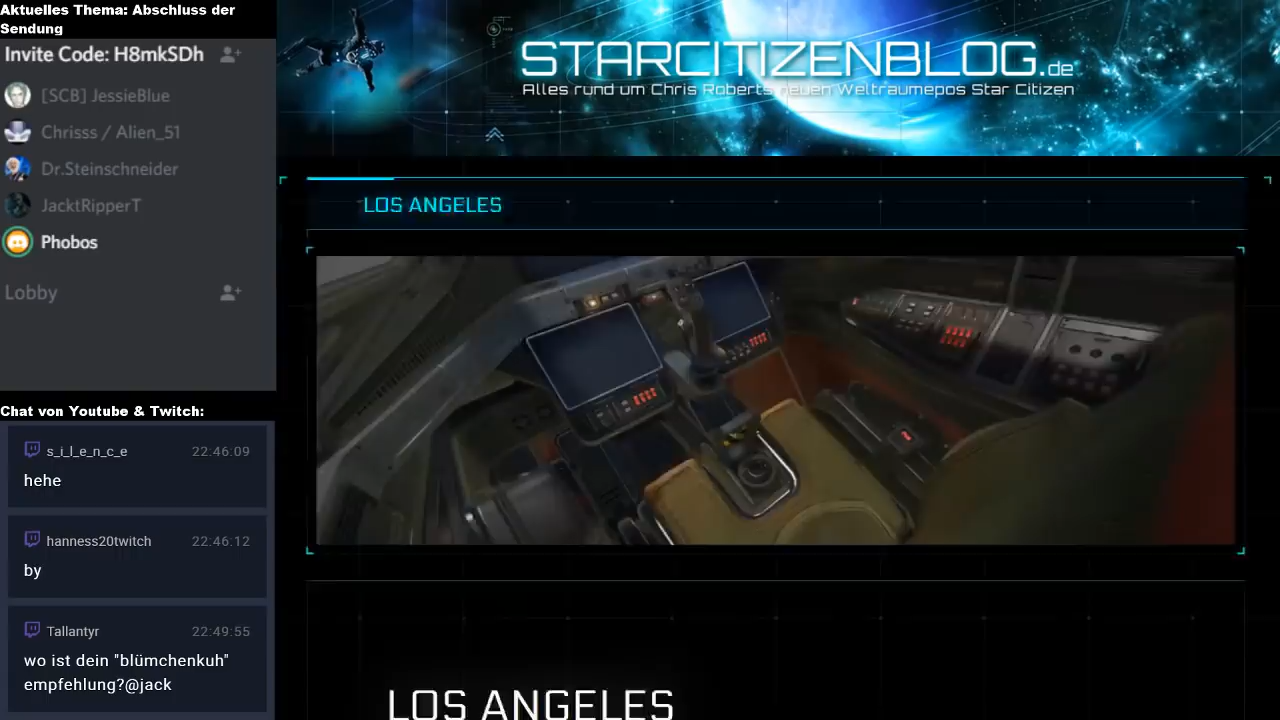 Aktuelles Thema: Abschluss der
Sendung
Invite Code: H8mkSDh
[SCB] JessieBlue
Chrisss / Alien_51
Dr.Steinschneider
JacktRipperT
Phobos
Lobby
Chat von Youtube & Twitch:
s_i_l_e_n_c_e 22:46:09
hehe
hanness20twitch 22:46:12
by
Tallantyr 22:49:55
wo ist dein "blümchenkuh"
empfehlung?@jack
STARCITIZENBLOG.de
Alles rund um Chris Roberts neuen Weltraumepos Star Citizen
LOS ANGELES
LOS ANGELES